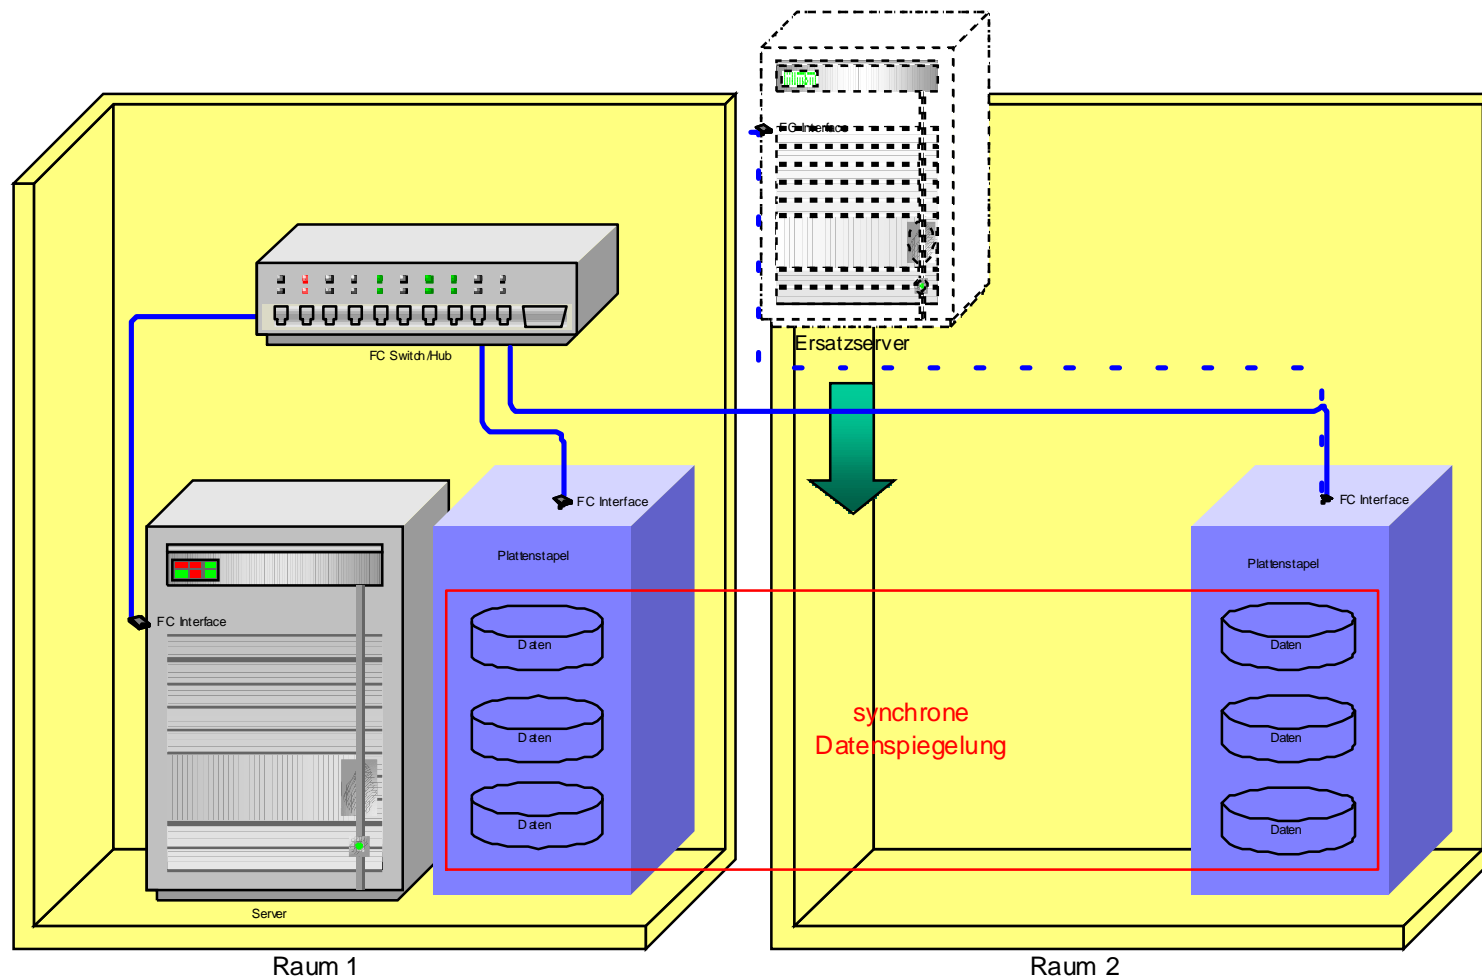 FC Interface
Ersatzserver
FC Switch/Hub
FC Interface
FC Interface
Plattenstapel
Plattenstapel
FC Interface
Daten
Daten
synchrone
Datenspiegelung
Daten
Daten
Daten
Daten
Server
Raum 1
Raum 2